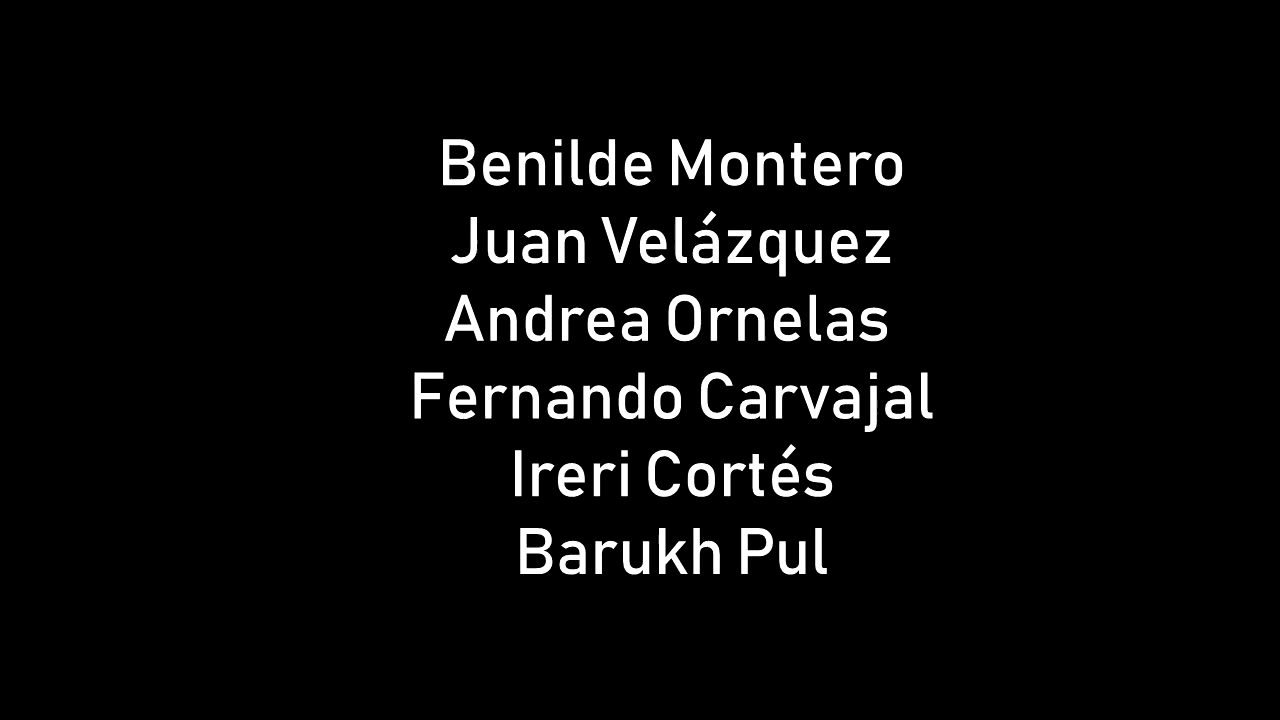 Benilde Montero
Juan Velázquez
Andrea Ornelas
Fernando Carvajal
Ireri Cortés
Barukh Pul